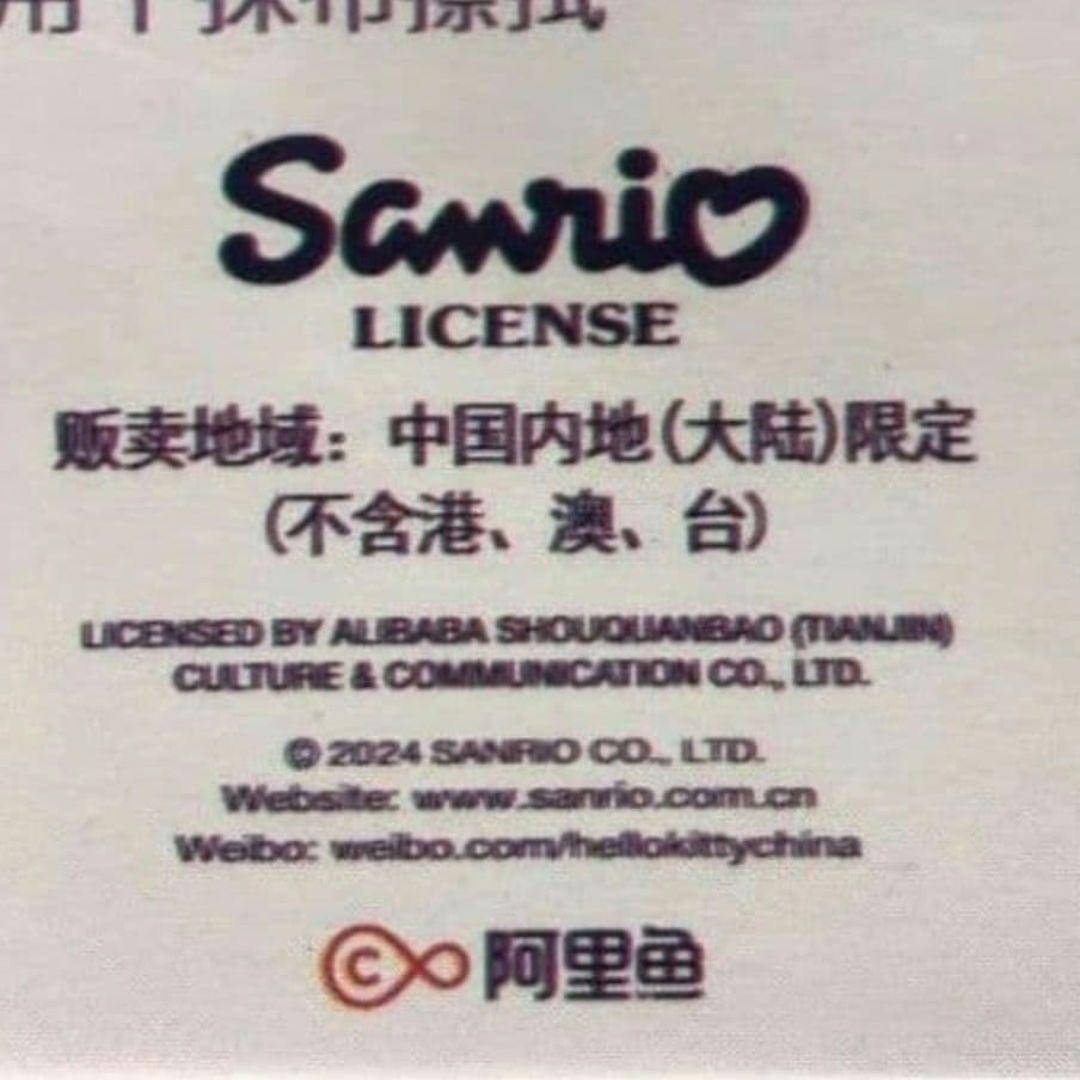 Sanrio
LICENSE
贩卖地域：中国内地（大陆）限定
（不含港、澳、台）
LICENSED BY ALIBABA SHOUQUANBAO (TIANJIN)
CULTURE & COMMUNICATION CO., LTD.
© 2024 SANRIO CO., LTD.
Website: www.sanrio.com.cn
Weibo: weibo.com/hellokittychina
阿里鱼